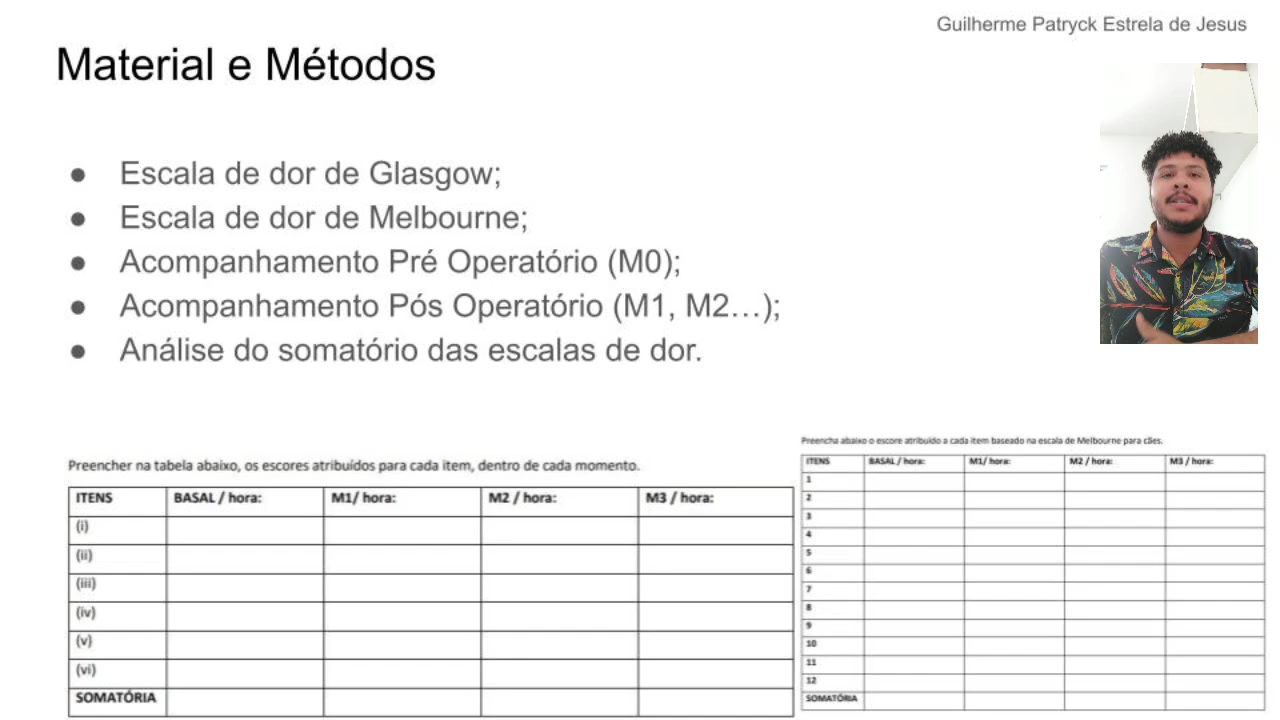 Guilherme Patryck Estrela de Jesus
Material e Métodos
● Escala de dor de Glasgow;
● Escala de dor de Melbourne;
● Acompanhamento Pré Operatório (M0);
● Acompanhamento Pós Operatório (M1, M2…);
● Análise do somatório das escalas de dor.
Preencher na tabela abaixo, os escores atribuídos para cada item, dentro de cada momento.
ITENS BASAL / hora: M1/ hora: M2 / hora: M3 / hora:
(i)
(ii)
(iii)
(iv)
(v)
(vi)
SOMATÓRIA
Preencha abaixo o escore atribuído a cada item baseado na escala de Melbourne para cães.
ITENS BASAL / hora: M1/ hora: M2 / hora: M3 / hora:
1
2
3
4
5
6
7
8
9
10
11
12
SOMATÓRIA